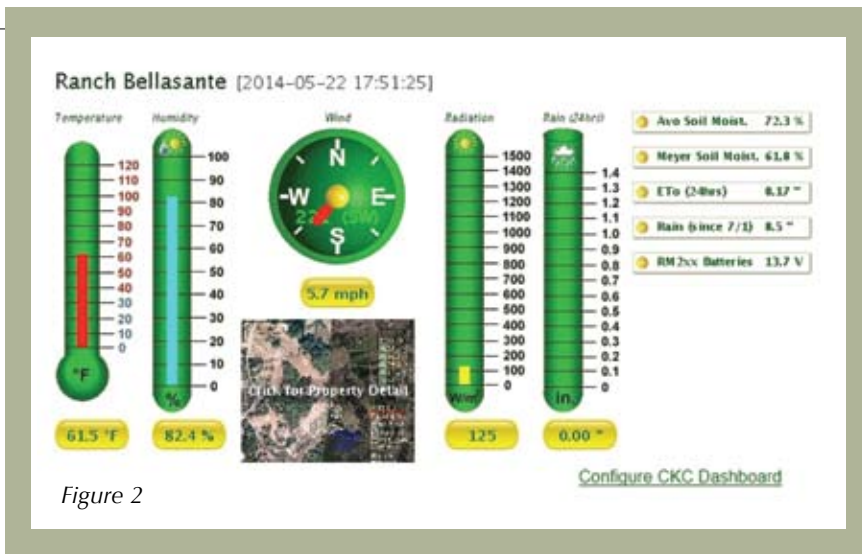 Ranch Bellasante [2014-05-22 17:51:25]
Temperature
120
110
100
90
80
70
60
50
40
30
20
10
0
°F
61.5 °F
Humidity
100
90
80
70
60
50
40
30
20
10
0
%
82.4 %
Wind
N
W E
(SW)
S
5.7 mph
Click for Property Detail
Radiation
1500
1400
1300
1200
1100
1000
900
800
700
600
500
400
300
200
100
0
W/m²
125
Rain (24hrs)
1.4
1.3
1.2
1.1
1.0
0.9
0.8
0.7
0.6
0.5
0.4
0.3
0.2
0.1
0
in.
0.00 "
Avo Soil Moist. 72.3 %
Meyer Soil Moist. 61.8 %
ETo (24hrs) 0.17 "
Rain (since 7/1) 8.5 "
RM2xx Batteries 13.7 V
Configure CKC Dashboard
Figure 2